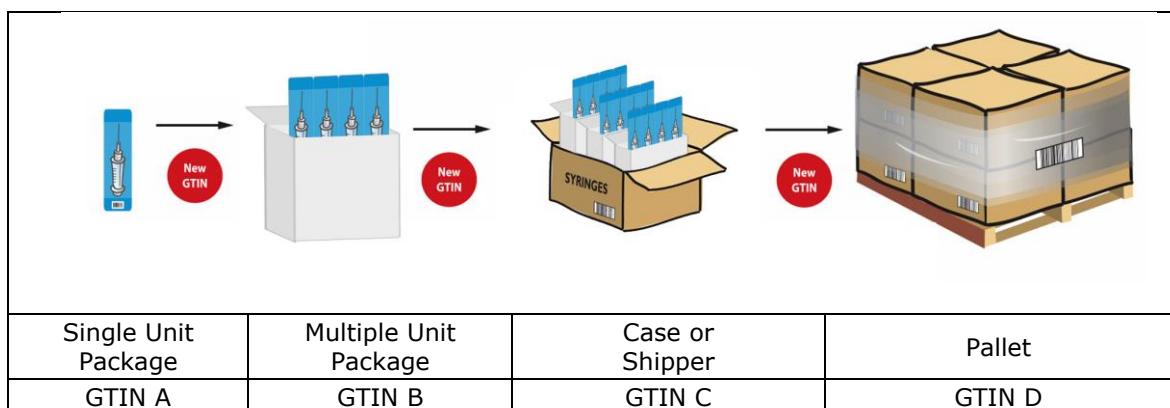 New
GTIN
New
GTIN
New
GTIN
SYRINGES
Single Unit
Package
Multiple Unit
Package
Case or
Shipper
Pallet
GTIN A
GTIN B
GTIN C
GTIN D